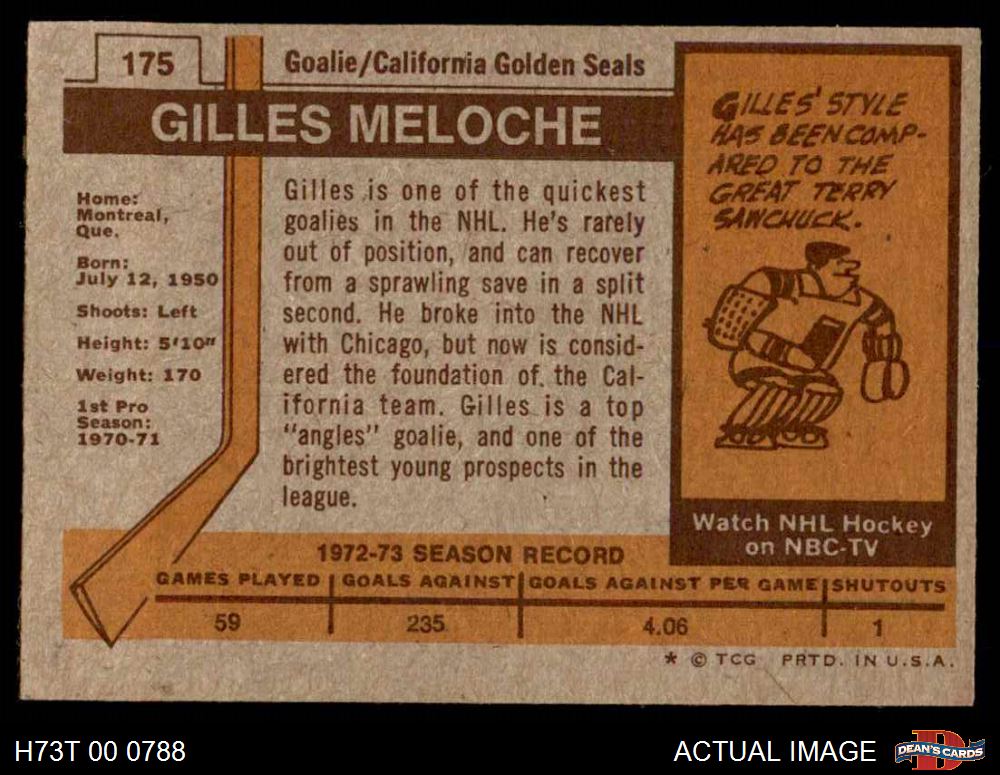 175
Goalie/California Golden Seals
GILLES MELOCHE
Home:
Montreal,
Que.
Born:
July 12, 1950
Shoots: Left
Height: 5'10"
Weight: 170
1st Pro
Season:
1970-71
Gilles is one of the quickest
goalies in the NHL. He's rarely
out of position, and can recover
from a sprawling save in a split
second. He broke into the NHL
with Chicago, but now is consid-
ered the foundation of the Cal-
ifornia team. Gilles is a top
"angles" goalie, and one of the
brightest young prospects in the
league.
GILLES' STYLE
HAS BEEN COMP-
ARED TO THE
GREAT TERRY
SAWCHUCK.
Watch NHL Hockey
on NBC-TV
1972-73 SEASON RECORD
GAMES PLAYED GOALS AGAINST GOALS AGAINST PER GAME SHUTOUTS
59 235 4.06 1
* © TCG PRTD. IN U.S.A.
H73T 00 0788
ACTUAL IMAGE
DEAN'S CARDS